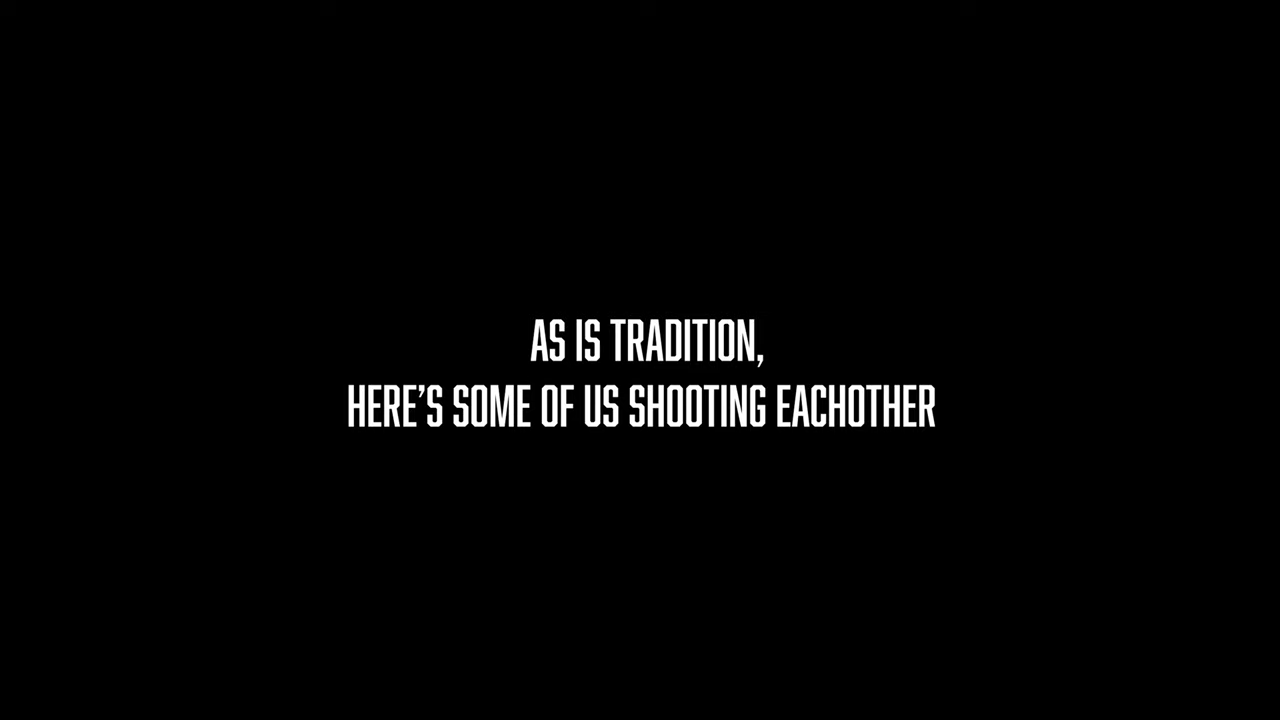 AS IS TRADITION,
HERE'S SOME OF US SHOOTING EACHOTHER